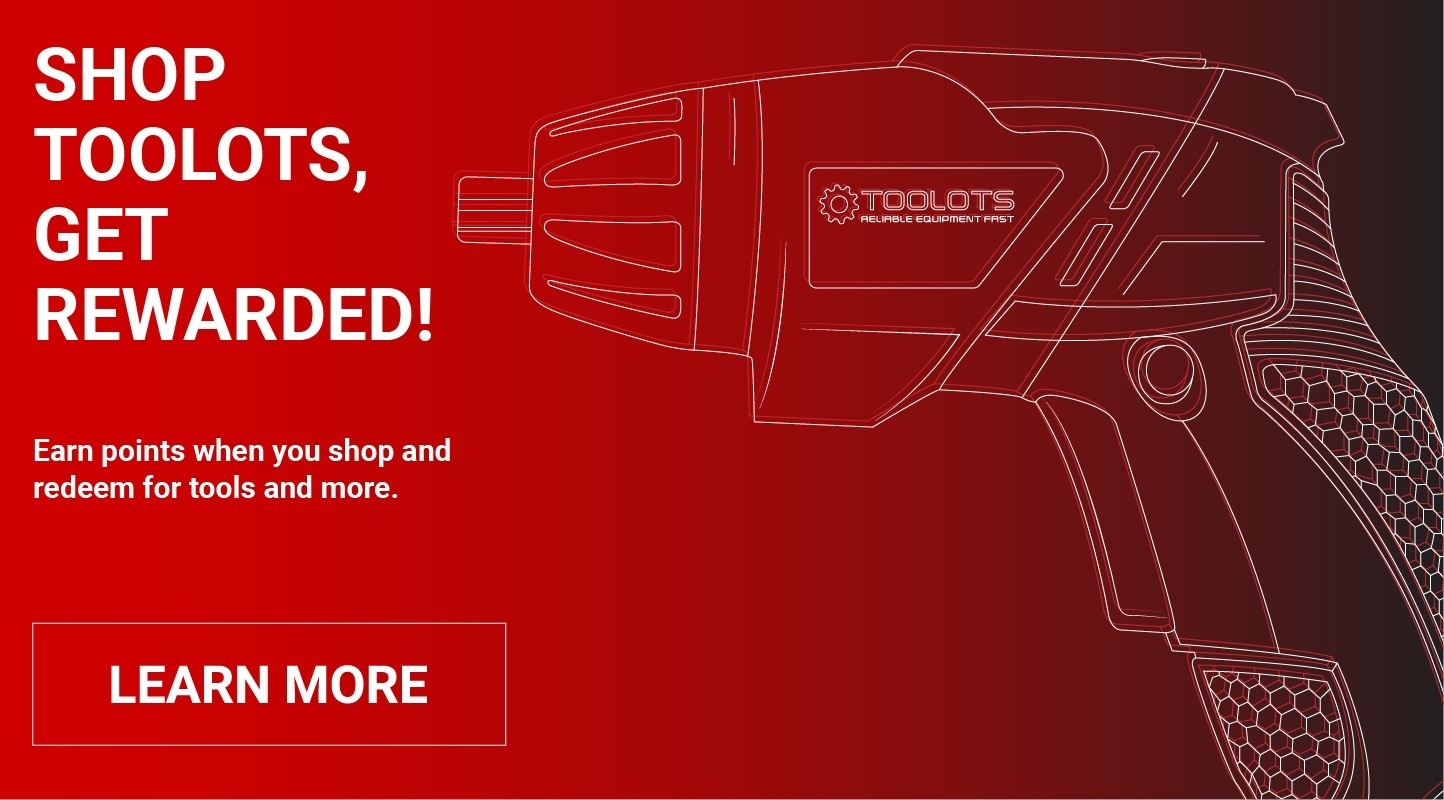 SHOP
TOOLOTS,
GET
REWARDED!
TOOLOTS
RELIABLE EQUIPMENT FAST
Earn points when you shop and
redeem for tools and more.
LEARN MORE